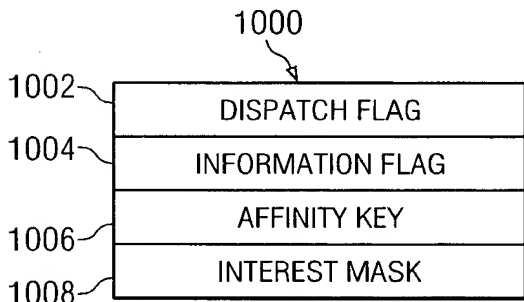 1000
1002 DISPATCH FLAG
1004 INFORMATION FLAG
1006 AFFINITY KEY
1008 INTEREST MASK